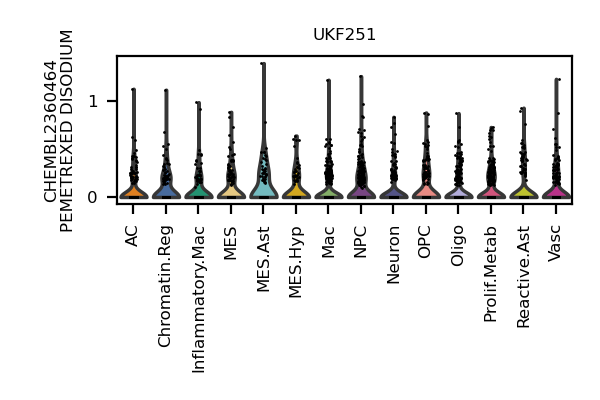 UKF251
CHEMBL2360464
PEMETREXED DISODIUM
1
0
AC
Chromatin.Reg
Inflammatory.Mac
MES
MES.Ast
MES.Hyp
Mac
NPC
Neuron
OPC
Oligo
Prolif.Metab
Reactive.Ast
Vasc